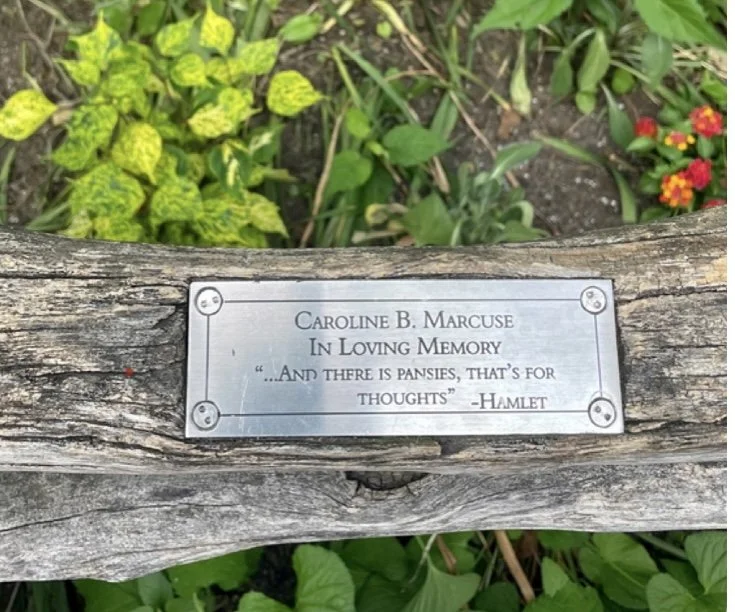 CAROLINE B. MARCUSE
IN LOVING MEMORY
“...AND THERE IS PANSIES, THAT’S FOR
THOUGHTS” -HAMLET